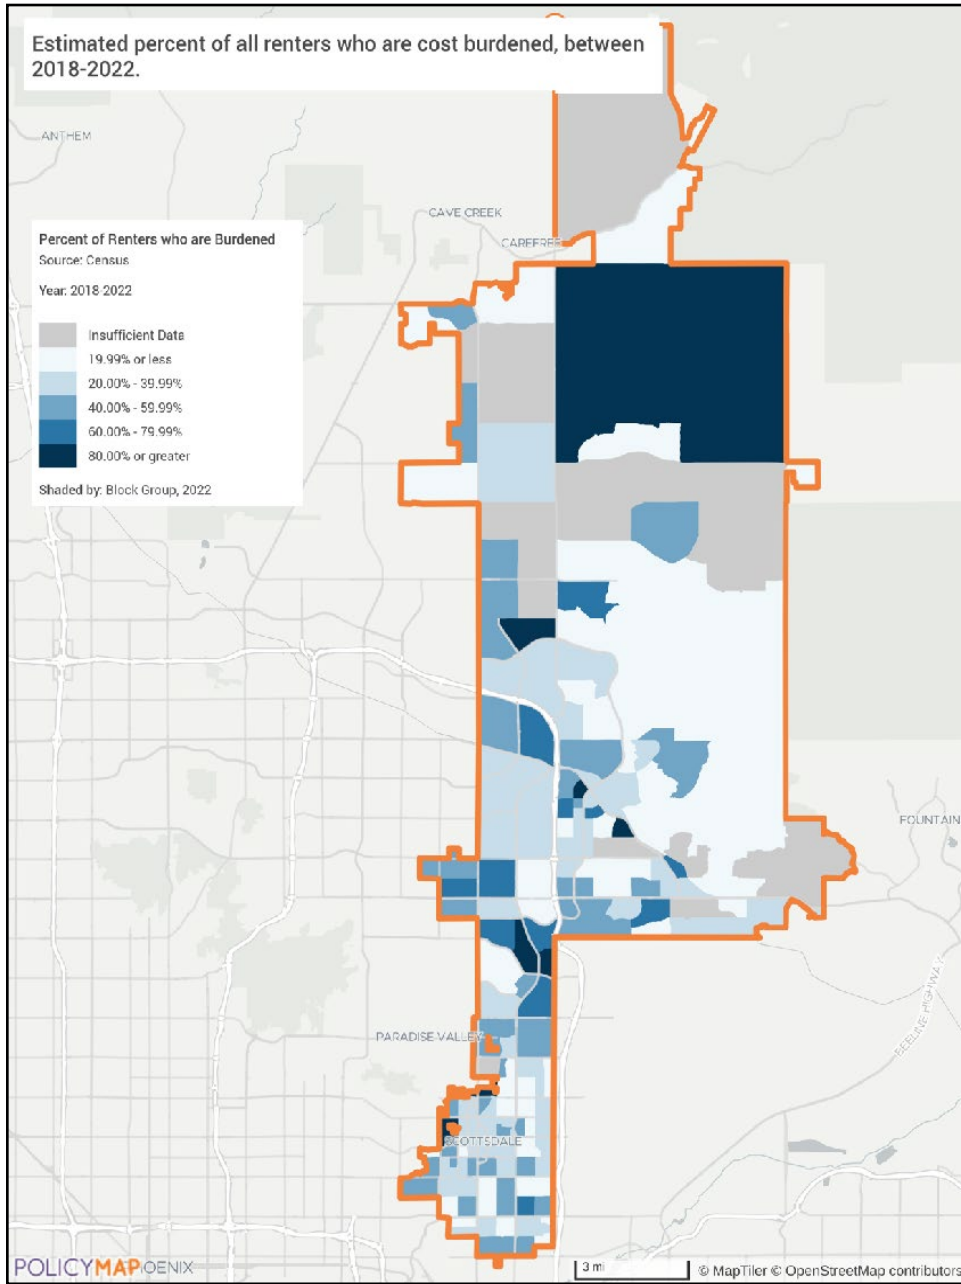 Estimated percent of all renters who are cost burdened, between
2018-2022.
ANTHEM
CAVE CREEK
CAREFREE
Percent of Renters who are Burdened
Source: Census
Year: 2018-2022
Insufficient Data
19.99% or less
20.00% - 39.99%
40.00% - 59.99%
60.00% - 79.99%
80.00% or greater
Shaded by: Block Group, 2022
FOUNTAIN
BEELINE HIGHWAY
PARADISE VALLEY
SCOTTSDALE
POLICYMAP OENIX
3 mi
© MapTiler © OpenStreetMap contributors